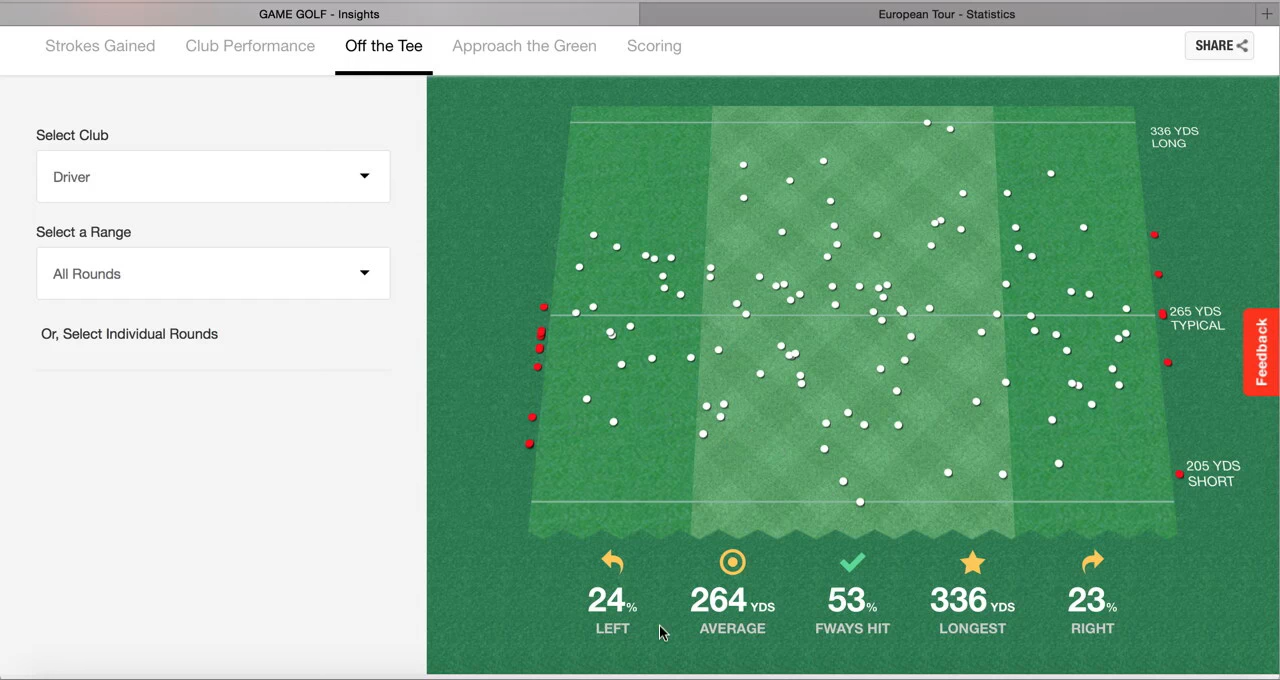 GAME GOLF - Insights
European Tour - Statistics
+
Strokes Gained
Club Performance
Off the Tee
Approach the Green
Scoring
SHARE
Select Club
Driver
Select a Range
All Rounds
Or, Select Individual Rounds
336 YDS
LONG
265 YDS
TYPICAL
Feedback
205 YDS
SHORT
24%
LEFT
264 YDS
AVERAGE
53%
FWAYS HIT
336 YDS
LONGEST
23%
RIGHT